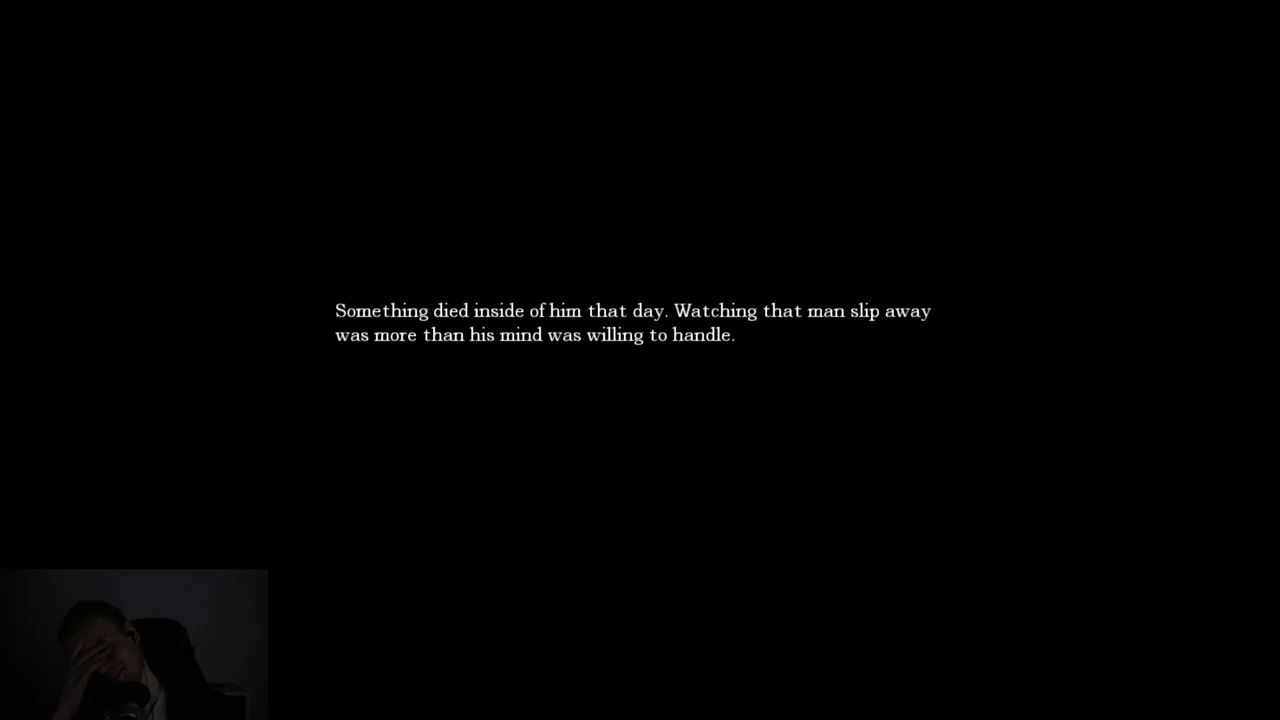 Something died inside of him that day. Watching that man slip away
was more than his mind was willing to handle.